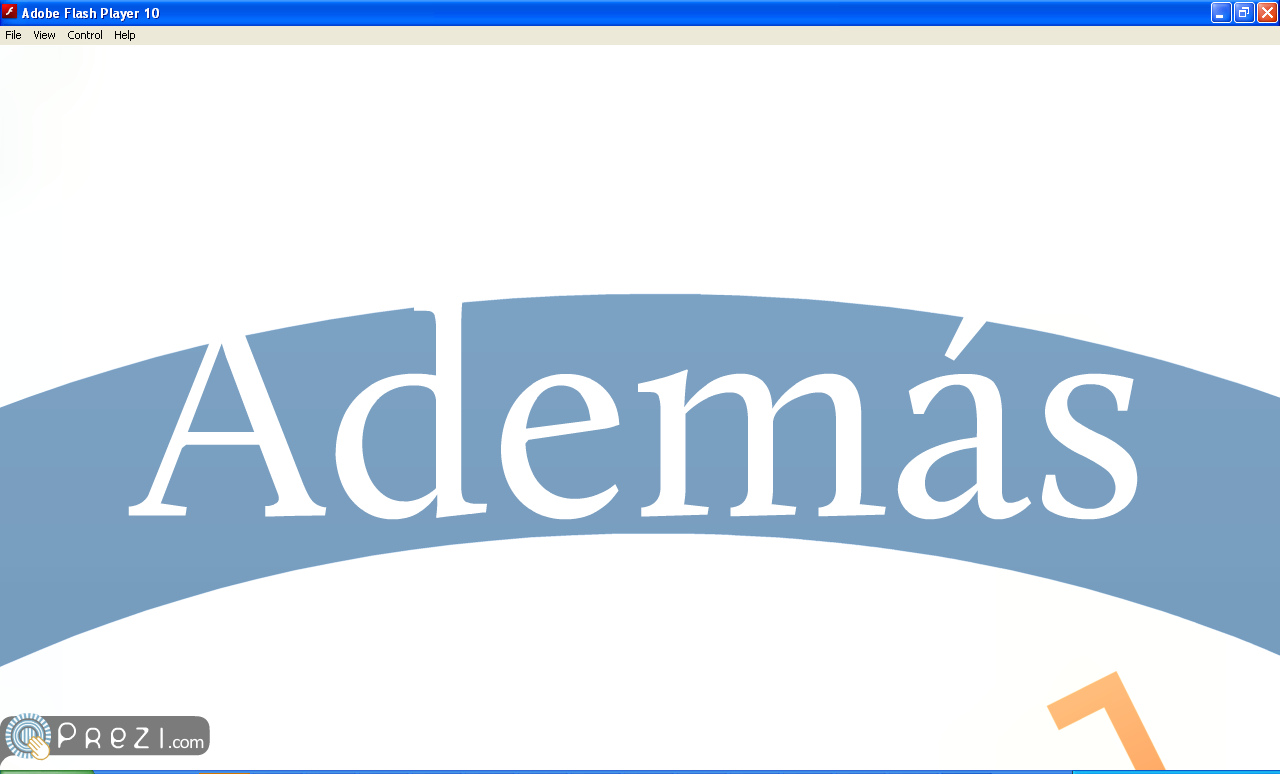 Adobe Flash Player 10
File View Control Help
Además
Prezi.com